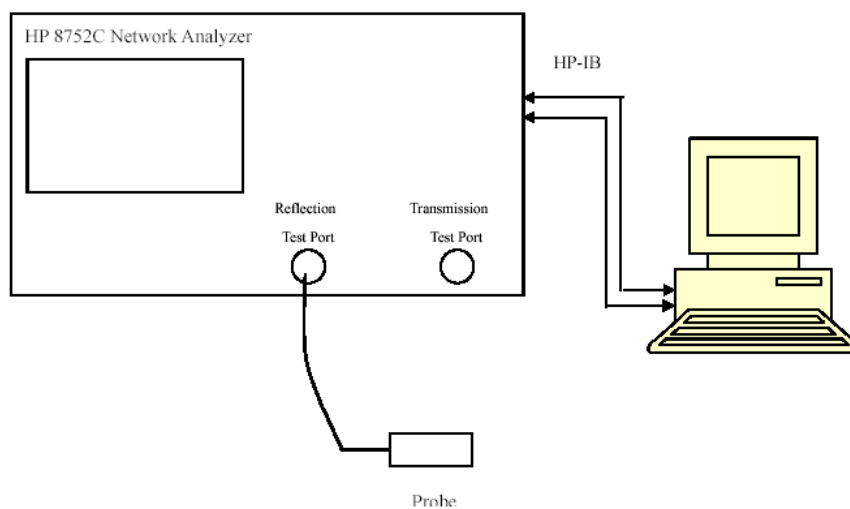 HP 8752C Network Analyzer
HP-IB
Reflection
Test Port
Transmission
Test Port
Probe